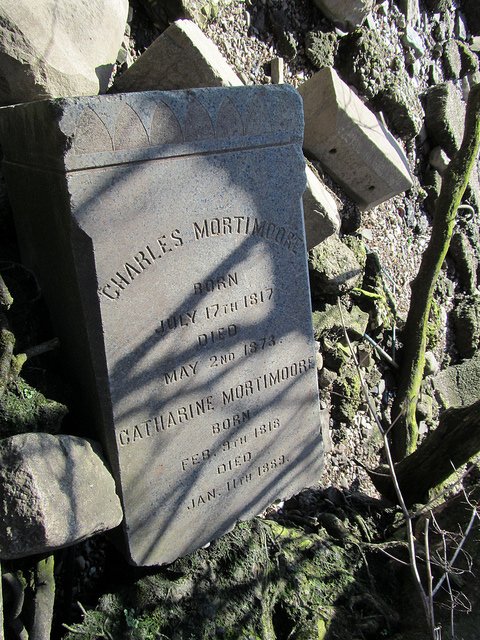 CHARLES MORTIMOORE
BORN
JULY 17TH 1817
DIED
MAY 2ND 1873.
CATHARINE MORTIMOORE
BORN
FEB. 9TH 1818
DIED
JAN. 11TH 1889.